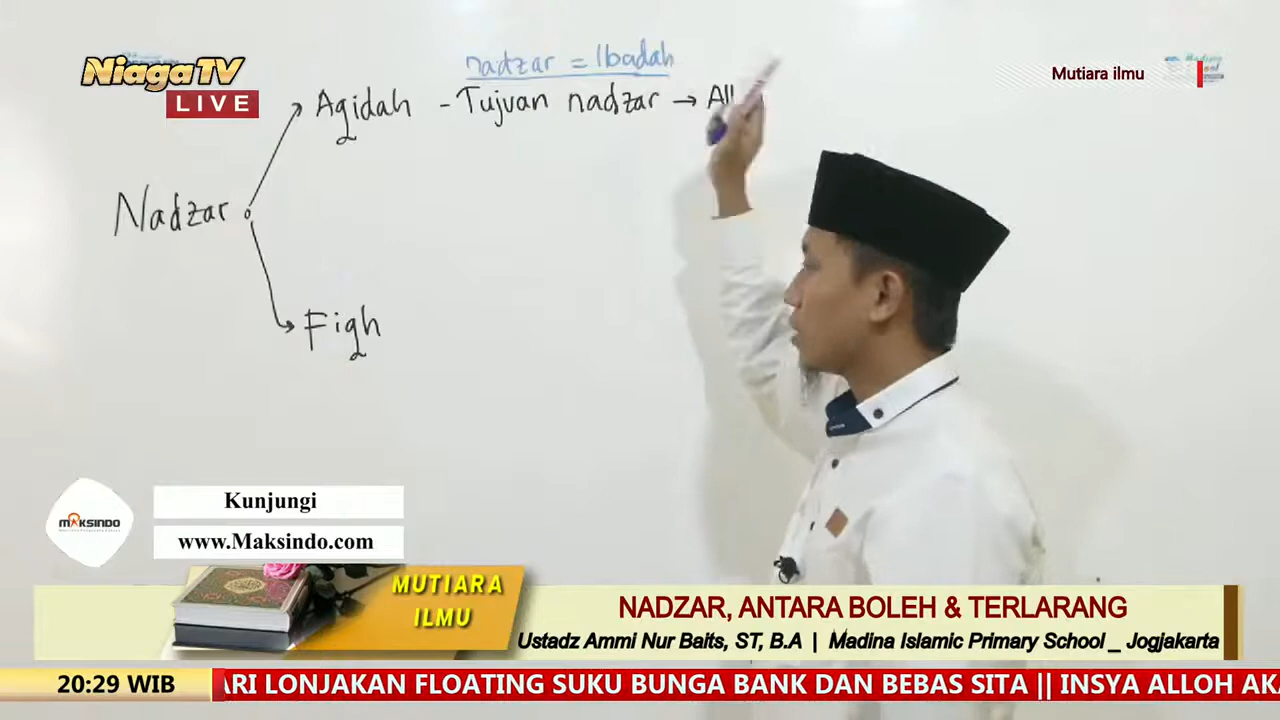 NiagaTV
LIVE
Mutiara ilmu
nadzar = Ibadah
Aqidah - Tujuan nadzar → All
Nadzar
Fiqh
MAKSINDO
Kunjungi
www.Maksindo.com
MUTIARA
ILMU
NADZAR, ANTARA BOLEH & TERLARANG
Ustadz Ammi Nur Baits, ST, B.A | Madina Islamic Primary School _ Jogjakarta
20:29 WIB
ARI LONJAKAN FLOATING SUKU BUNGA BANK DAN BEBAS SITA || INSYA ALLOH AKA